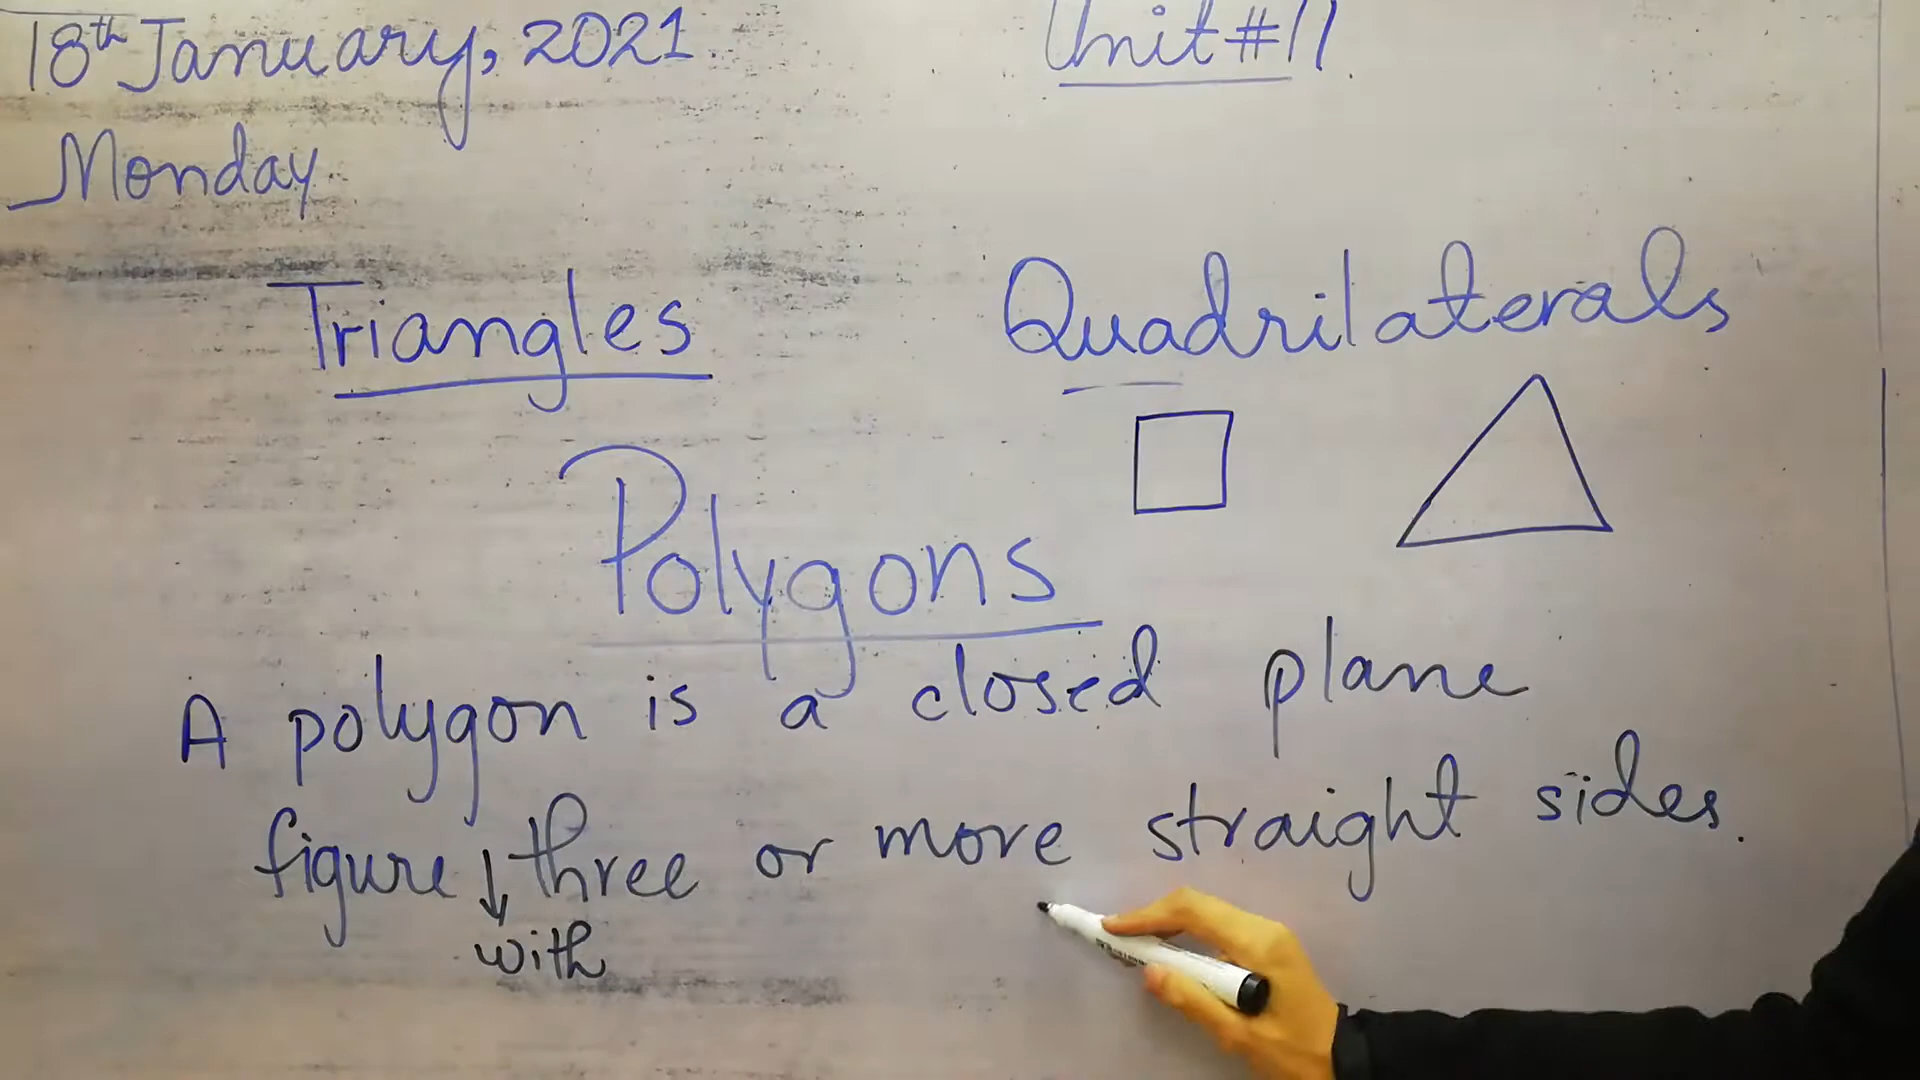 18th January, 2021
Unit #11
Monday
Triangles
Quadrilaterals
Polygons
A polygon is a closed plane
figure ↓ three or more straight sides.
with